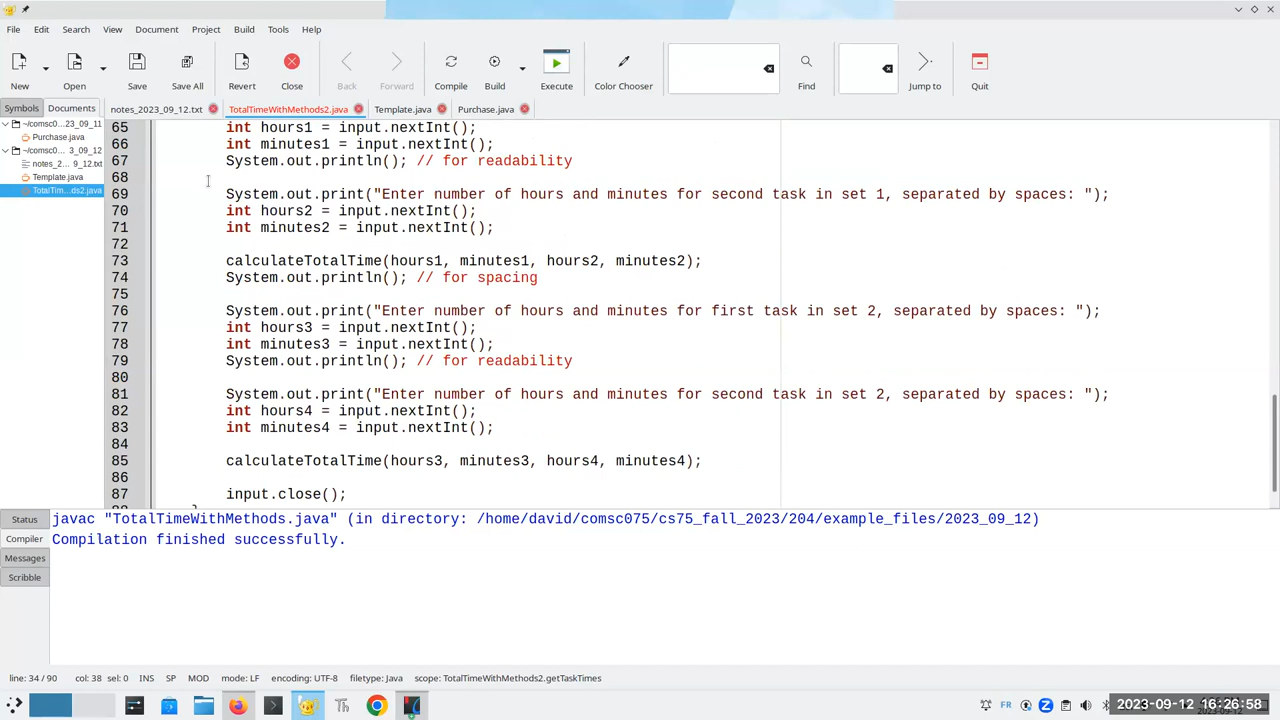 File Edit Search View Document Project Build Tools Help
New Open Save Save All Revert Close Back Forward Compile Build Execute Color Chooser Find Jump to Quit
Symbols Documents notes_2023_09_12.txt TotalTimeWithMethods2.java Template.java Purchase.java
~/comsc0...23_09_11
Purchase.java
~/comsc0... 3_09_12
notes_2... 9_12.txt
Template.java
TotalTim...ds2.java
65 int hours1 = input.nextInt();
66 int minutes1 = input.nextInt();
67 System.out.println(); // for readability
68
69 System.out.print("Enter number of hours and minutes for second task in set 1, separated by spaces: ");
70 int hours2 = input.nextInt();
71 int minutes2 = input.nextInt();
72
73 calculateTotalTime(hours1, minutes1, hours2, minutes2);
74 System.out.println(); // for spacing
75
76 System.out.print("Enter number of hours and minutes for first task in set 2, separated by spaces: ");
77 int hours3 = input.nextInt();
78 int minutes3 = input.nextInt();
79 System.out.println(); // for readability
80
81 System.out.print("Enter number of hours and minutes for second task in set 2, separated by spaces: ");
82 int hours4 = input.nextInt();
83 int minutes4 = input.nextInt();
84
85 calculateTotalTime(hours3, minutes3, hours4, minutes4);
86
87 input.close();
Status
Compiler
Messages
Scribble
javac "TotalTimeWithMethods.java" (in directory: /home/david/comsc075/cs75_fall_2023/204/example_files/2023_09_12)
Compilation finished successfully.
line: 34 / 90 col: 38 sel: 0 INS SP MOD mode: LF encoding: UTF-8 filetype: Java scope: TotalTimeWithMethods2.getTaskTimes
FR 2023-09-12 16:26:58